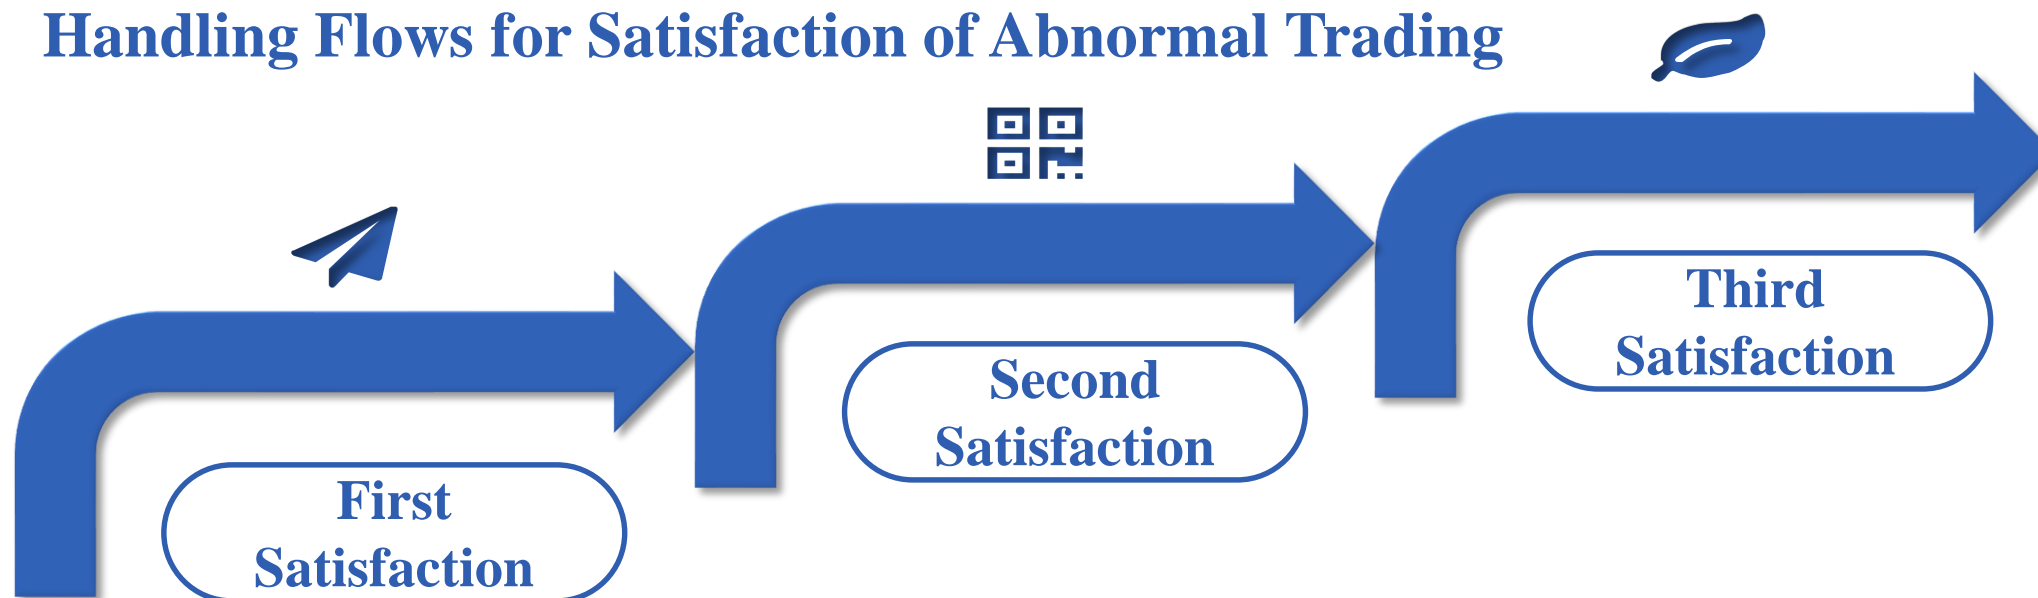 Handling Flows for Satisfaction of Abnormal Trading
First
Satisfaction
Second
Satisfaction
Third
Satisfaction